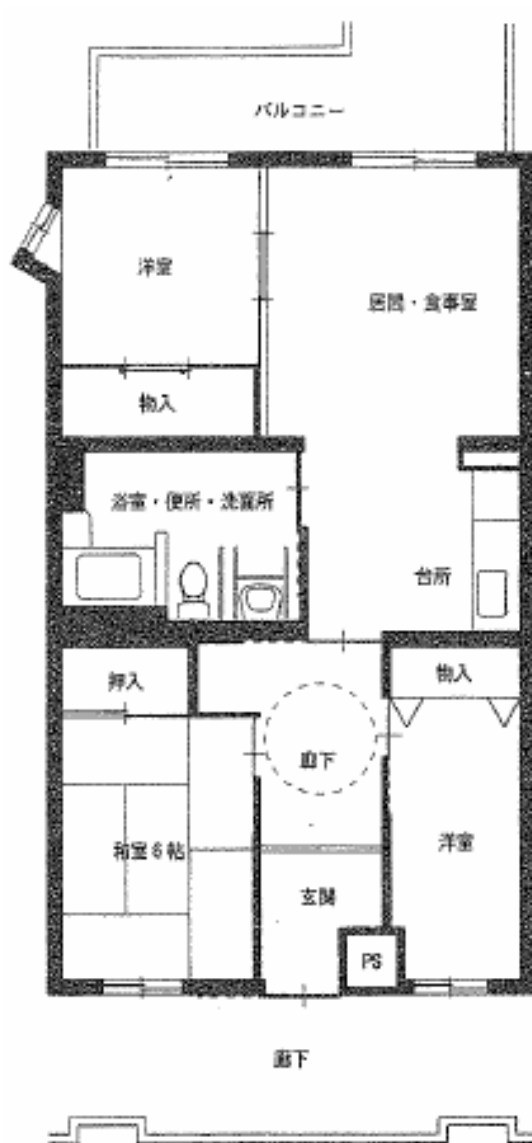 バルコニー
洋室
居間・食事室
物入
浴室・便所・洗面所
台所
押入
物入
廊下
和室6帖
洋室
玄関
PS
廊下